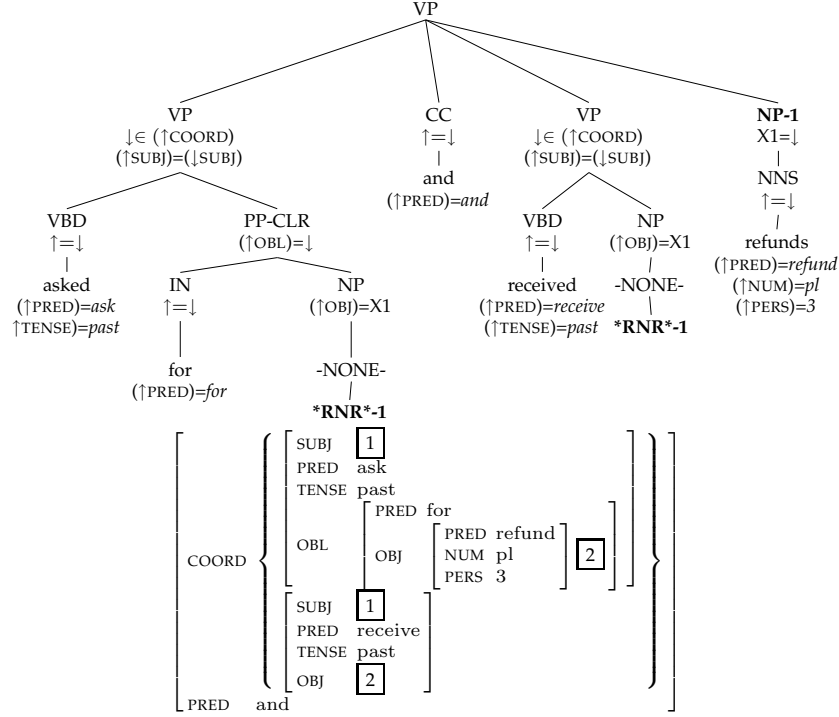 VP
VP CC VP NP-1
↓∈ (↑COORD) ↑=↓ ↓∈ (↑COORD) X1=↓
(↑SUBJ)=(↓SUBJ) (↑SUBJ)=(↓SUBJ)
and NNS
(↑PRED)=and ↑=↓
VBD PP-CLR VBD NP
↑=↓ (↑OBL)=↓ ↑=↓ (↑OBJ)=X1 refunds
(↑PRED)=refund
asked IN NP received -NONE- (↑NUM)=pl
(↑PRED)=ask ↑=↓ (↑OBJ)=X1 (↑PRED)=receive (↑PERS)=3
↑TENSE)=past (↑TENSE)=past *RNR*-1
for -NONE-
(↑PRED)=for
*RNR*-1
SUBJ 1
PRED ask
TENSE past
PRED for
OBL OBJ PRED refund
NUM pl 2
COORD PERS 3
SUBJ 1
PRED receive
TENSE past
OBJ 2
PRED and